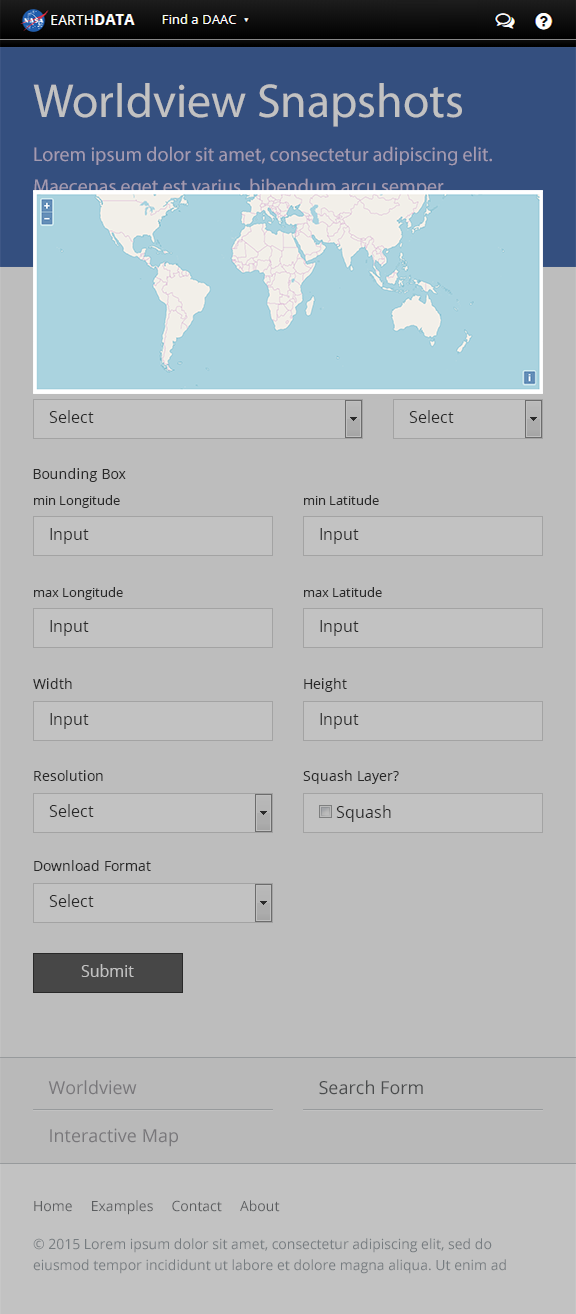 NASA EARTHDATA Find a DAAC ?
Worldview Snapshots
Lorem ipsum dolor sit amet, consectetur adipiscing elit.
Maecenas eget est varius, bibendum arcu semper
+
−
i
Select Select
Bounding Box
min Longitude min Latitude
Input Input
max Longitude max Latitude
Input Input
Width Height
Input Input
Resolution Squash Layer?
Select Squash
Download Format
Select
Submit
Worldview Search Form
Interactive Map
Home Examples Contact About
© 2015 Lorem ipsum dolor sit amet, consectetur adipiscing elit, sed do
eiusmod tempor incididunt ut labore et dolore magna aliqua. Ut enim ad